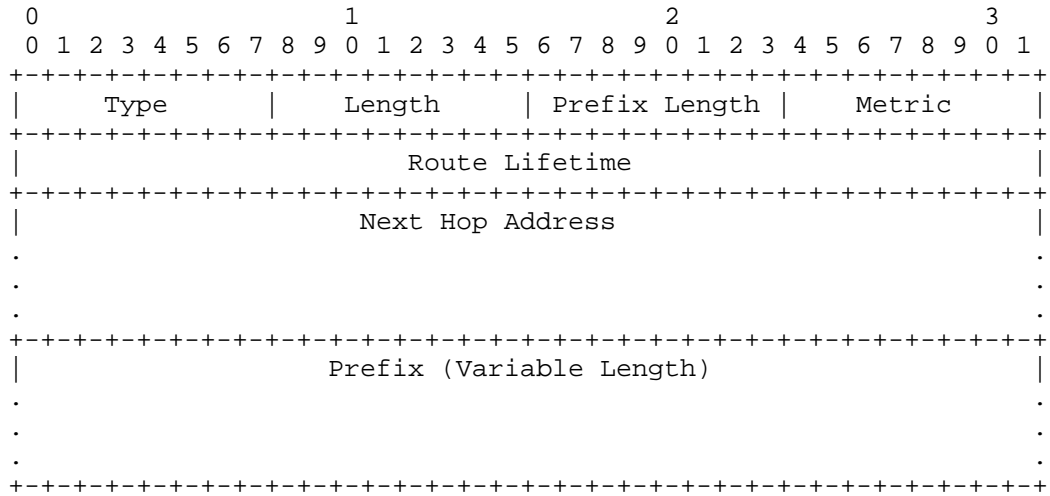 0                   1                   2                   3
 0 1 2 3 4 5 6 7 8 9 0 1 2 3 4 5 6 7 8 9 0 1 2 3 4 5 6 7 8 9 0 1
+-+-+-+-+-+-+-+-+-+-+-+-+-+-+-+-+-+-+-+-+-+-+-+-+-+-+-+-+-+-+-+-+
|     Type      |    Length     | Prefix Length |    Metric     |
+-+-+-+-+-+-+-+-+-+-+-+-+-+-+-+-+-+-+-+-+-+-+-+-+-+-+-+-+-+-+-+-+
|                        Route Lifetime                         |
+-+-+-+-+-+-+-+-+-+-+-+-+-+-+-+-+-+-+-+-+-+-+-+-+-+-+-+-+-+-+-+-+
|                     Next Hop Address                          |
.                                                               .
.                                                               .
.                                                               .
+-+-+-+-+-+-+-+-+-+-+-+-+-+-+-+-+-+-+-+-+-+-+-+-+-+-+-+-+-+-+-+-+
|                   Prefix (Variable Length)                    |
.                                                               .
.                                                               .
.                                                               .
+-+-+-+-+-+-+-+-+-+-+-+-+-+-+-+-+-+-+-+-+-+-+-+-+-+-+-+-+-+-+-+-+